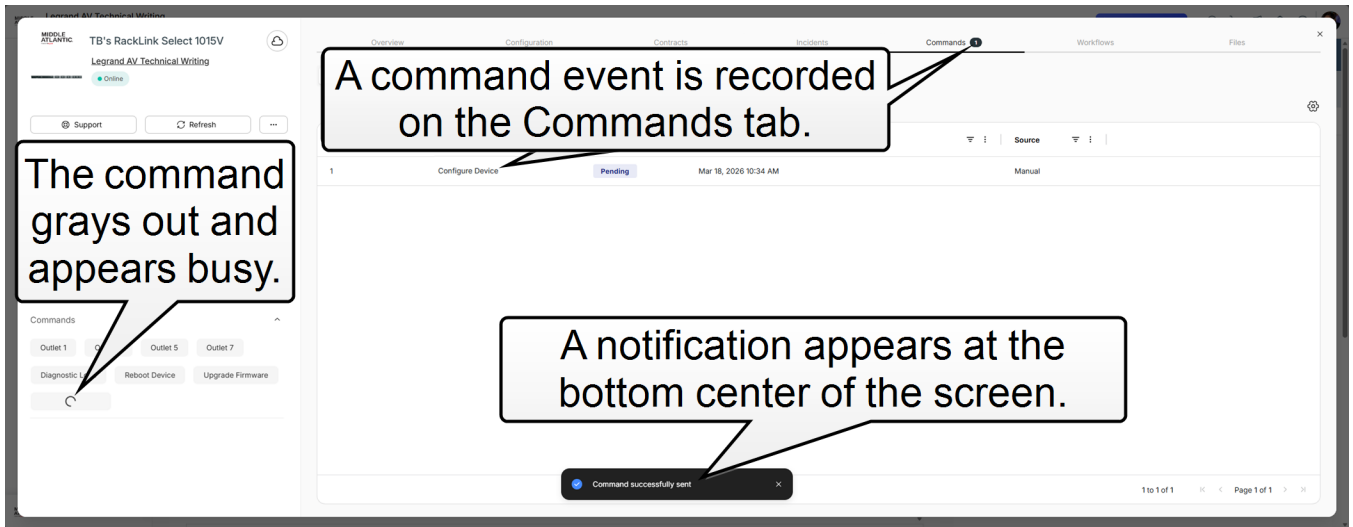 Legrand AV Technical Writing
MIDDLE
ATLANTIC
TB's RackLink Select 1015V
Legrand AV Technical Writing
Online
Support
Refresh
...
The command
grays out and
appears busy.
Commands
Outlet 1
Outlet 5
Outlet 7
Diagnostic
Reboot Device
Upgrade Firmware
Overview
Configuration
Contracts
Incidents
Commands 1
Workflows
Files
A command event is recorded
on the Commands tab.
Source
1
Configure Device
Pending
Mar 18, 2026 10:34 AM
Manual
A notification appears at the
bottom center of the screen.
Command successfully sent
1 to 1 of 1
Page 1 of 1